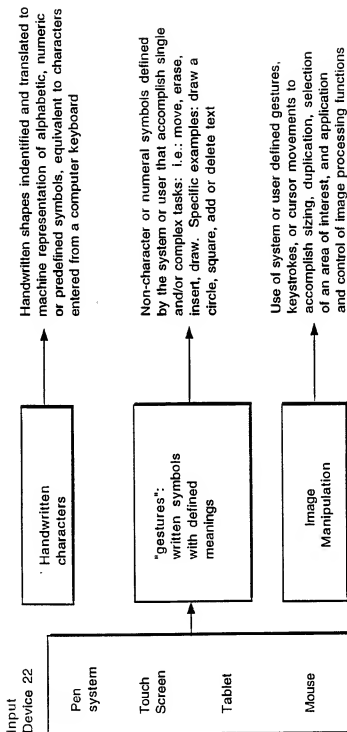 Input
Device 22
Pen
system
Touch
Screen
Tablet
Mouse
Handwritten
characters
"gestures":
written symbols
with defined
meanings
Image
Manipulation
Handwritten shapes indentified and translated to
machine representation of alphabetic, numeric
or predefined symbols, equivalent to characters
entered from a computer keyboard
Non-character or numeral symbols defined
by the system or user that accomplish single
and/or complex tasks: i.e.: move, erase,
insert, draw. Specific examples: draw a
circle, square, add or delete text
Use of system or user defined gestures,
keystrokes, or cursor movements to
accomplish sizing, duplication, selection
of an area of interest, and application
and control of image processing functions